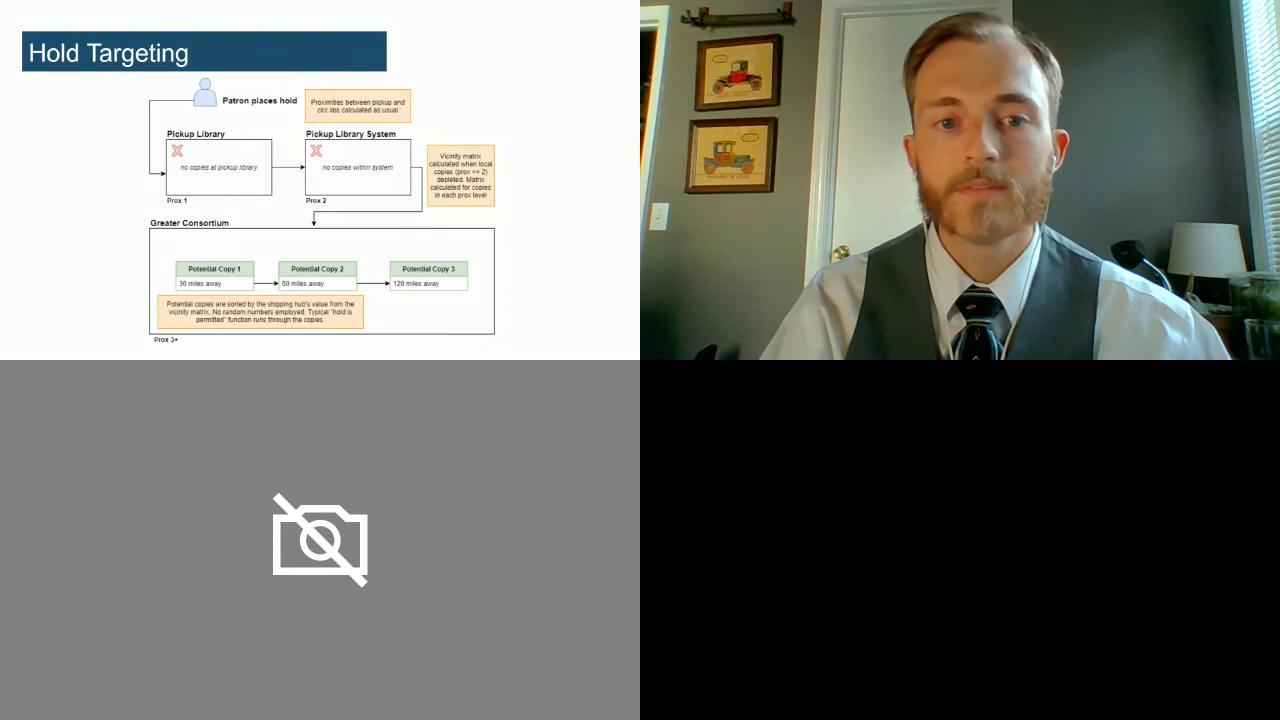 Hold Targeting
Patron places hold
Proximities between pickup and
circ libs calculated as usual
Pickup Library
Pickup Library System
X
no copies at pickup library
X
no copies within system
Vicinity matrix
calculated when local
copies (prox <= 2)
depleted. Matrix
calculated for copies
in each prox level
Prox 1
Prox 2
Greater Consortium
Potential Copy 1
Potential Copy 2
Potential Copy 3
30 miles away
60 miles away
120 miles away
Potential copies are sorted by the shipping hub's value from the
vicinity matrix. No random numbers employed. Typical "hold is
permitted" function runs through the copies.
Prox 3+